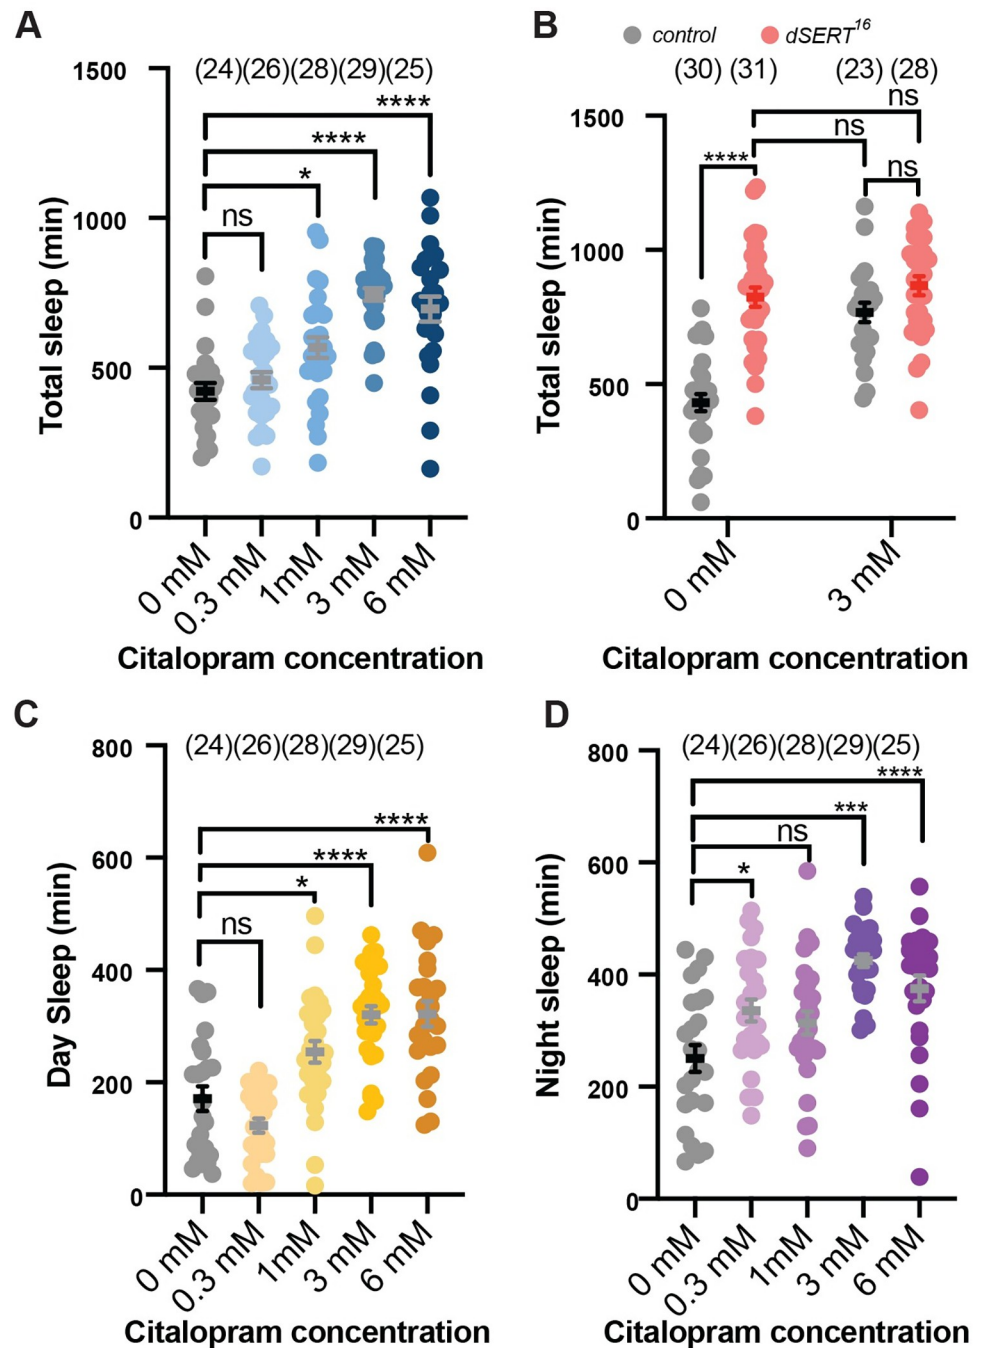 A
(24)(26)(28)(29)(25)
1500
1000
500
0
Total sleep (min)
****
****
*
ns
0 mM
0.3 mM
1mM
3 mM
6 mM
Citalopram concentration
B
control
dSERT16
(30) (31) (23) (28)
1500
1000
500
0
Total sleep (min)
ns
ns
****
ns
0 mM
3 mM
Citalopram concentration
C
(24)(26)(28)(29)(25)
800
600
400
200
0
Day Sleep (min)
****
****
*
ns
0 mM
0.3 mM
1mM
3 mM
6 mM
Citalopram concentration
D
(24)(26)(28)(29)(25)
800
600
400
200
0
Night sleep (min)
****
***
ns
*
0 mM
0.3 mM
1mM
3 mM
6 mM
Citalopram concentration